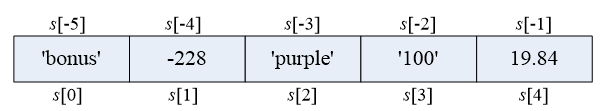 s[-5] s[-4] s[-3] s[-2] s[-1]
'bonus' -228 'purple' '100' 19.84
s[0] s[1] s[2] s[3] s[4]